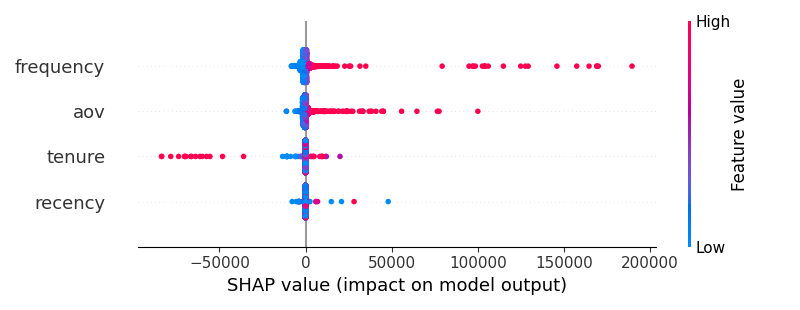 High
frequency
aov
tenure
recency
Feature value
Low
−50000 0 50000 100000 150000 200000
SHAP value (impact on model output)